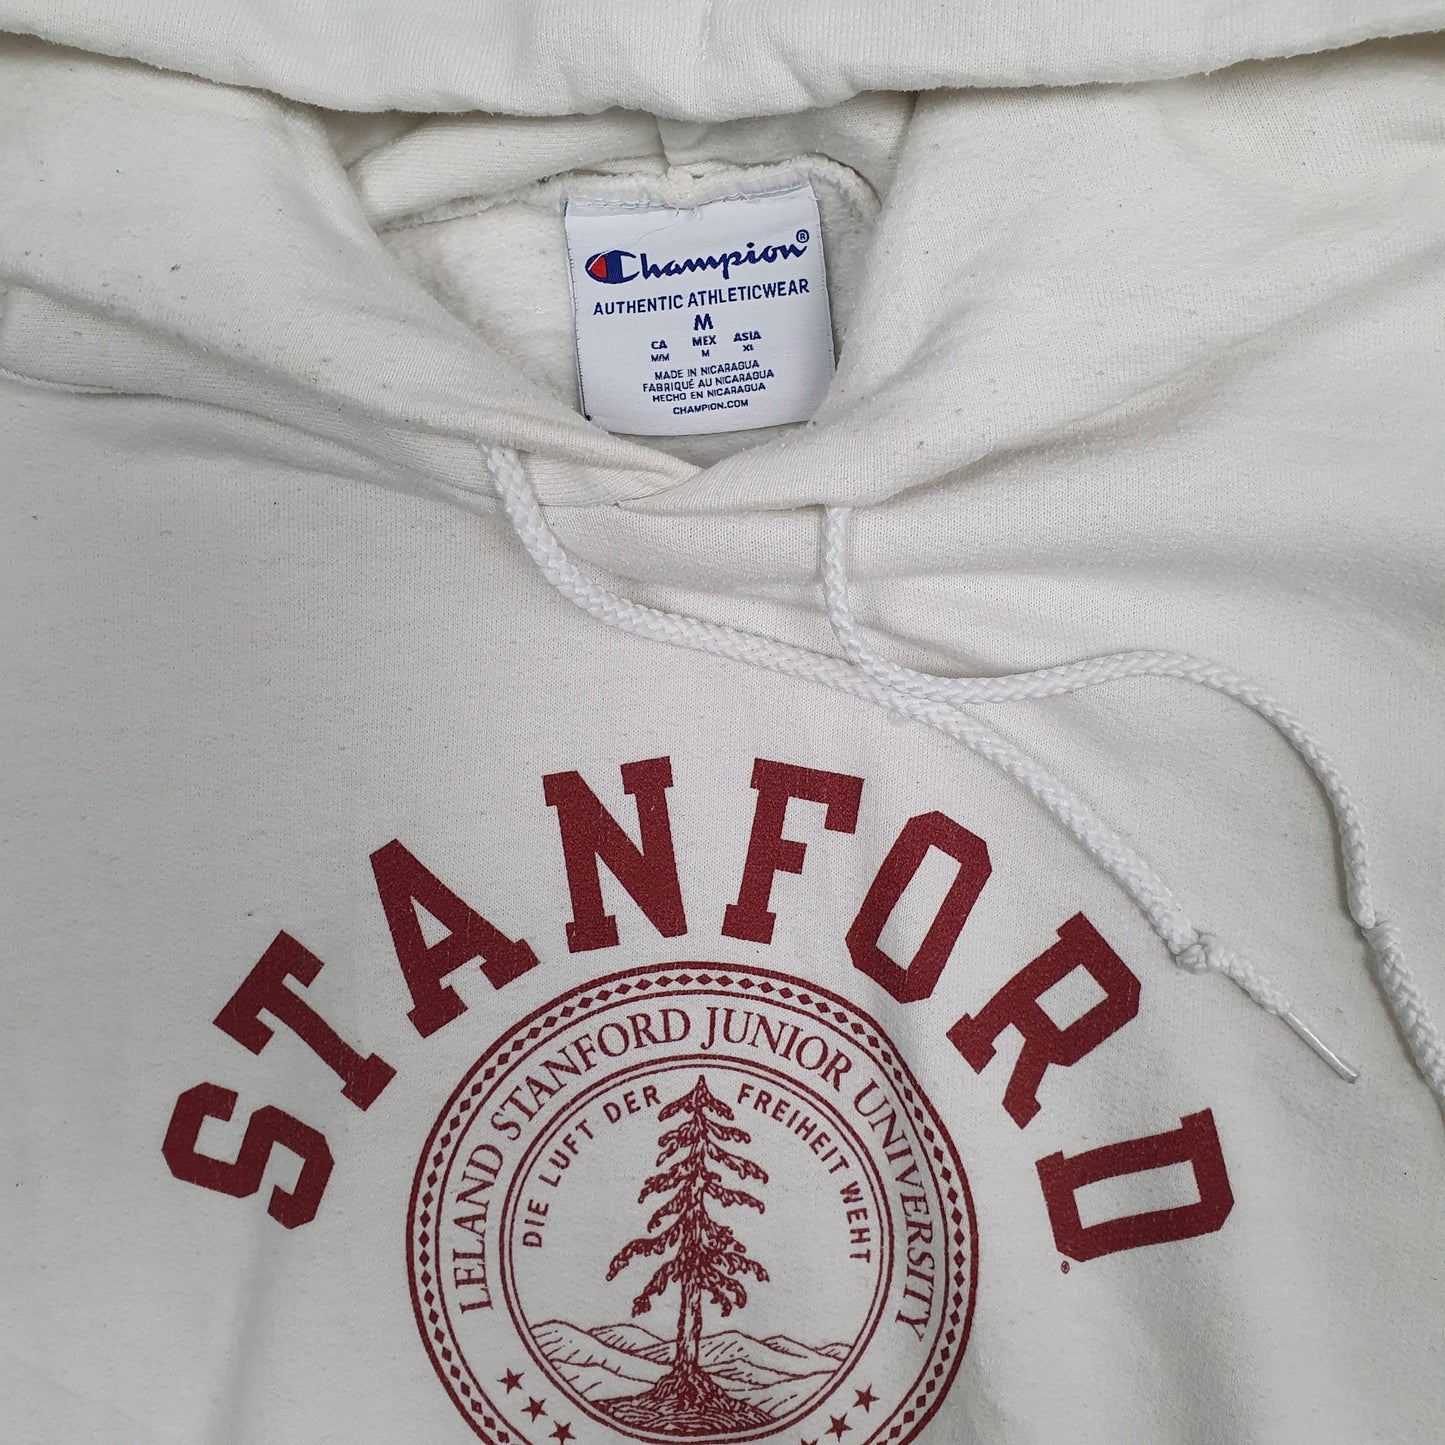 Champion®
AUTHENTIC ATHLETICWEAR
M
CA MEX ASIA
M/M M XL
MADE IN NICARAGUA
FABRIQUÉ AU NICARAGUA
HECHO EN NICARAGUA
CHAMPION.COM
STANFORD®
LELAND STANFORD JUNIOR UNIVERSITY
DIE LUFT DER FREIHEIT WEHT